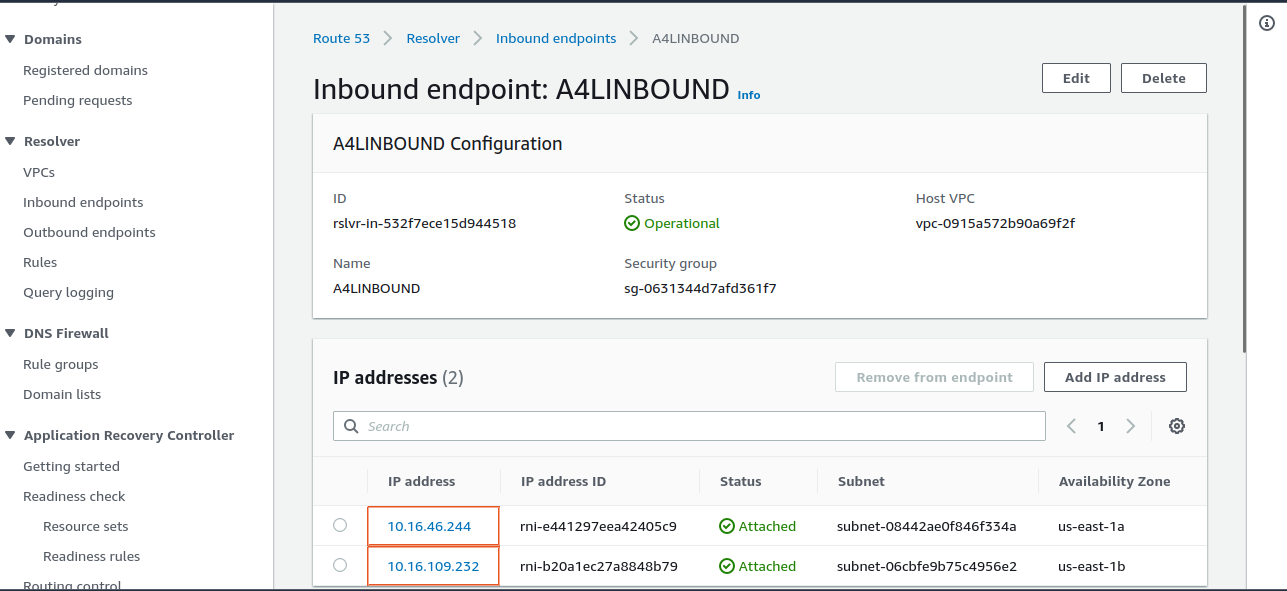 Domains
Registered domains
Pending requests
Resolver
VPCs
Inbound endpoints
Outbound endpoints
Rules
Query logging
DNS Firewall
Rule groups
Domain lists
Application Recovery Controller
Getting started
Readiness check
Resource sets
Readiness rules
Routing control
Route 53 > Resolver > Inbound endpoints > A4LINBOUND
Inbound endpoint: A4LINBOUND Info
Edit Delete
A4LINBOUND Configuration
ID Status Host VPC
rslvr-in-532f7ece15d944518 Operational vpc-0915a572b90a69f2f
Name Security group
A4LINBOUND sg-0631344d7afd361f7
IP addresses (2) Remove from endpoint Add IP address
Search 1
IP address IP address ID Status Subnet Availability Zone
10.16.46.244 rni-e441297eea42405c9 Attached subnet-08442ae0f846f334a us-east-1a
10.16.109.232 rni-b20a1ec27a8848b79 Attached subnet-06cbfe9b75c4956e2 us-east-1b